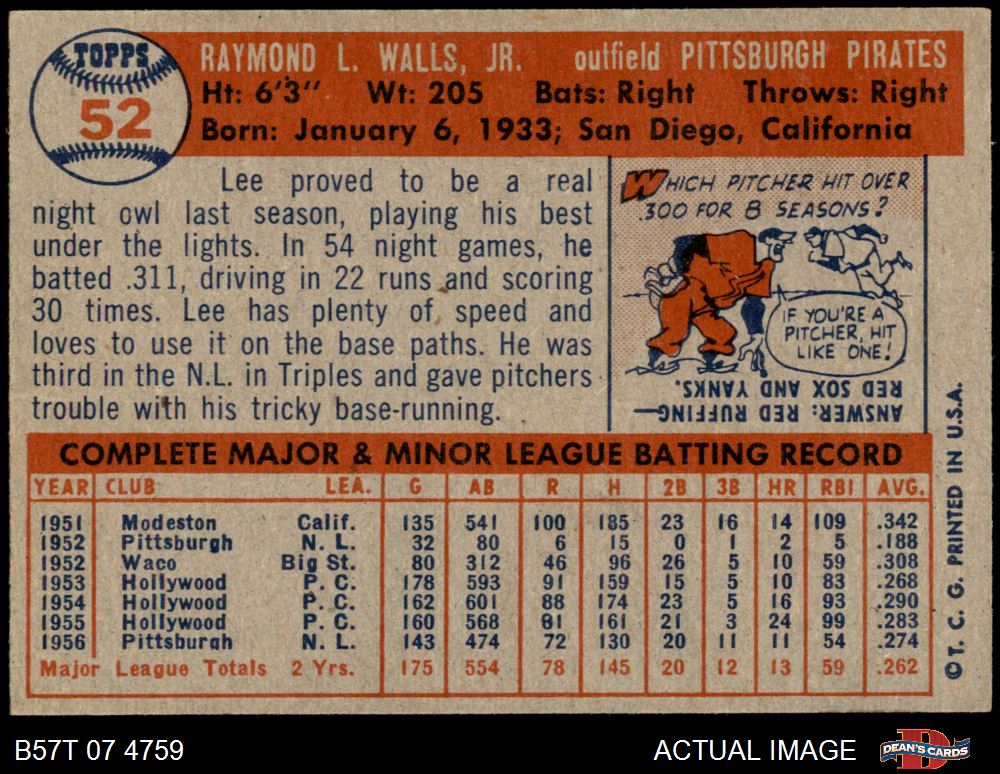 TOPPS
52
RAYMOND L. WALLS, JR. outfield PITTSBURGH PIRATES
Ht: 6'3" Wt: 205 Bats: Right Throws: Right
Born: January 6, 1933; San Diego, California
Lee proved to be a real
night owl last season, playing his best
under the lights. In 54 night games, he
batted .311, driving in 22 runs and scoring
30 times. Lee has plenty of speed and
loves to use it on the base paths. He was
third in the N.L. in Triples and gave pitchers
trouble with his tricky base-running.
WHICH PITCHER HIT OVER
.300 FOR 8 SEASONS?
IF YOU'RE A
PITCHER, HIT
LIKE ONE!
ANSWER: RED RUFFING—
RED SOX AND YANKS.
COMPLETE MAJOR & MINOR LEAGUE BATTING RECORD
YEAR CLUB LEA. G AB R H 2B 3B HR RBI AVG.
1951 Modeston Calif. 135 541 100 185 23 16 14 109 .342
1952 Pittsburgh N. L. 32 80 6 15 0 1 2 5 .188
1952 Waco Big St. 80 312 46 96 26 5 10 59 .308
1953 Hollywood P. C. 178 593 91 159 15 5 10 83 .268
1954 Hollywood P. C. 162 601 88 174 23 5 16 93 .290
1955 Hollywood P. C. 160 568 81 161 21 3 24 99 .283
1956 Pittsburgh N. L. 143 474 72 130 20 11 11 54 .274
Major League Totals 2 Yrs. 175 554 78 145 20 12 13 59 .262
©T. C. G. PRINTED IN U.S.A.
B57T 07 4759
ACTUAL IMAGE
DEAN'S CARDS